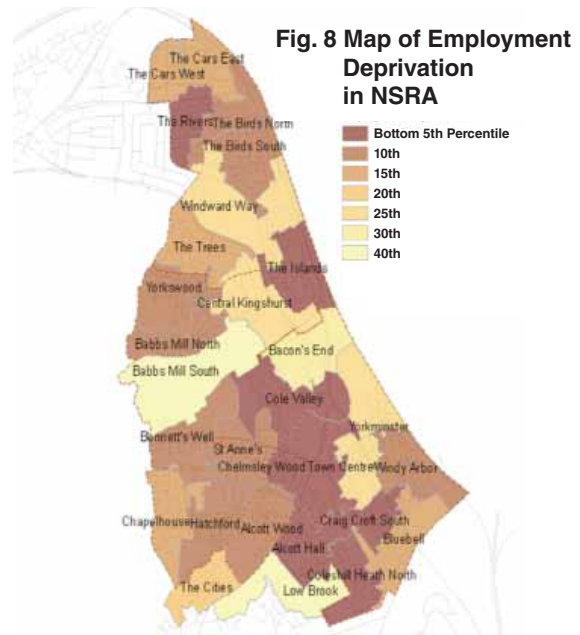 Fig. 8 Map of Employment
Deprivation
in NSRA
Bottom 5th Percentile
10th
15th
20th
25th
30th
40th
The Cars East
The Cars West
The Rivers
The Birds North
The Birds South
Windward Way
The Trees
The Islands
Yorkswood
Central Kingshurst
Babbs Mill North
Bacon's End
Babbs Mill South
Cole Valley
Yorkminster
Bennett's Well
St Anne's
Chelmsley Wood Town Centre
Windy Arbor
Chapelhouse
Hatchford
Alcott Wood
Craig Croft South
Bluebell
Alcott Hall
Coleshill Heath North
The Cities
Low Brook